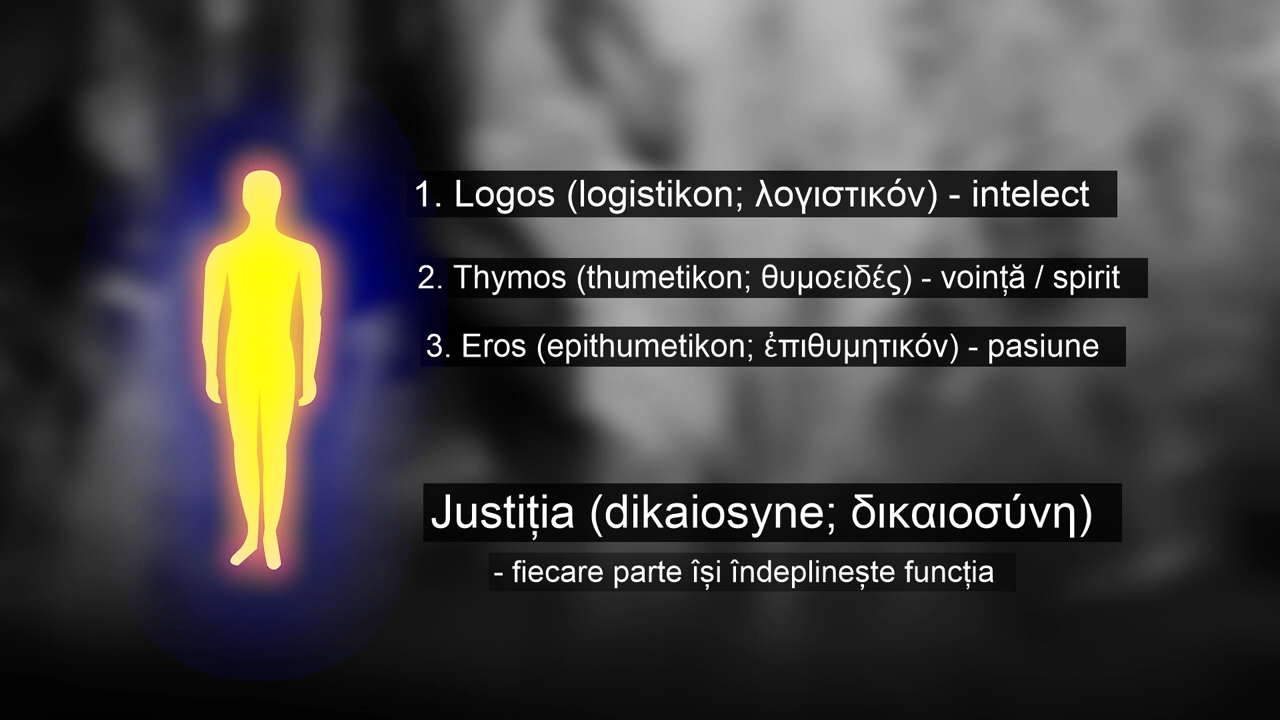 1. Logos (logistikon; λογιστικόν) - intelect
2. Thymos (thumetikon; θυμοειδές) - voință / spirit
3. Eros (epithumetikon; ἐπιθυμητικόν) - pasiune
Justiția (dikaiosyne; δικαιοσύνη)
- fiecare parte își îndeplinește funcția